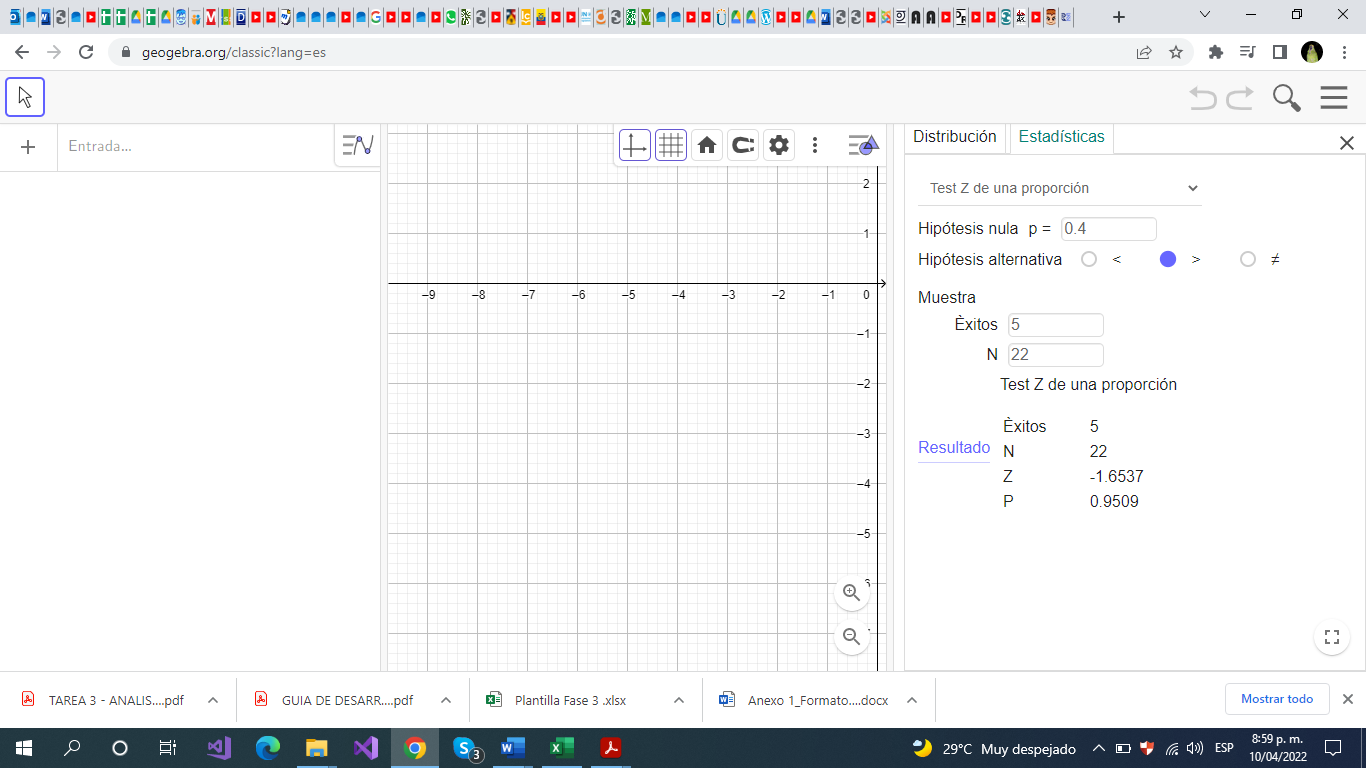 geogebra.org/classic?lang=es
Entrada...
Distribución
Estadísticas
Test Z de una proporción
Hipótesis nula p = 0.4
Hipótesis alternativa < > ≠
Muestra
Èxitos 5
N 22
Test Z de una proporción
Resultado
Èxitos 5
N 22
Z -1.6537
P 0.9509
2
1
–9 –8 –7 –6 –5 –4 –3 –2 –1 0
–1
–2
–3
–4
–5
TAREA 3 - ANALIS....pdf
GUIA DE DESARR....pdf
Plantilla Fase 3 .xlsx
Anexo 1_Formato....docx
Mostrar todo
3
29°C Muy despejado
ESP
8:59 p. m.
10/04/2022